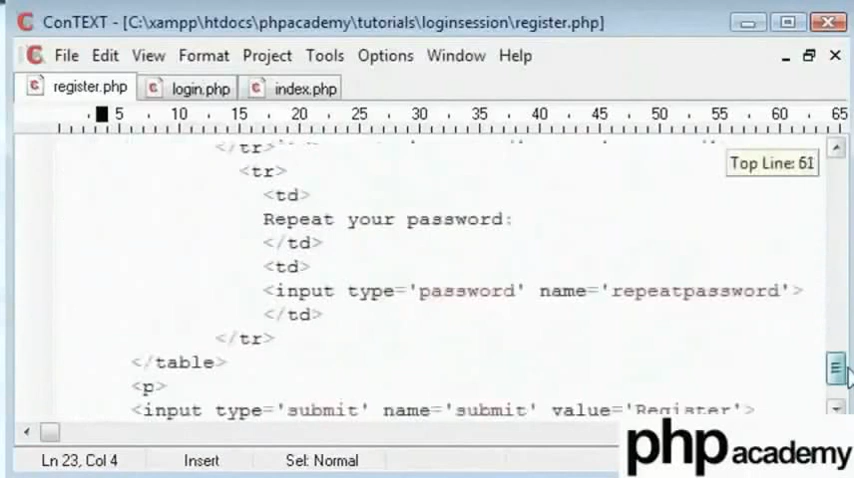 ConTEXT - [C:\xampp\htdocs\phpacademy\tutorials\loginsession\register.php]
File Edit View Format Project Tools Options Window Help
register.php login.php index.php
5 10 15 20 25 30 35 40 45 50 55 60 65
</tr>
Top Line: 61
<tr>
<td>
Repeat your password:
</td>
<td>
<input type='password' name='repeatpassword'>
</td>
</tr>
</table>
<p>
<input type='submit' name='submit' value='Register'>
Ln 23, Col 4 Insert Sel: Normal
php academy